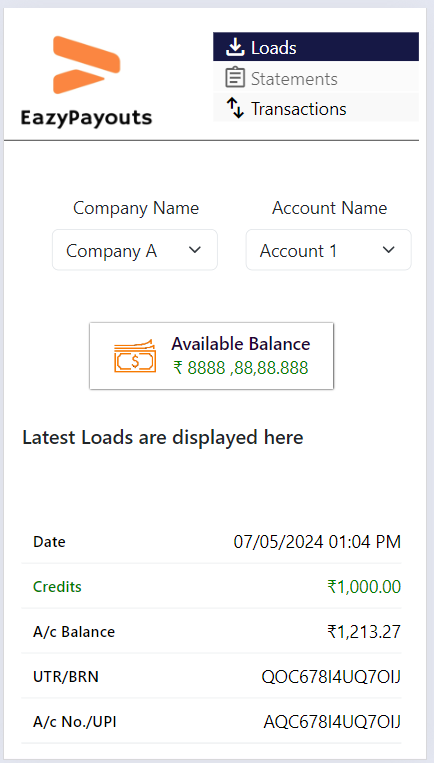 EazyPayouts
Loads
Statements
Transactions
Company Name
Account Name
Company A
Account 1
Available Balance
₹ 8888 ,88,88.888
Latest Loads are displayed here
Date 07/05/2024 01:04 PM
Credits ₹1,000.00
A/c Balance ₹1,213.27
UTR/BRN QOC678I4UQ7OIJ
A/c No./UPI AQC678I4UQ7OIJ